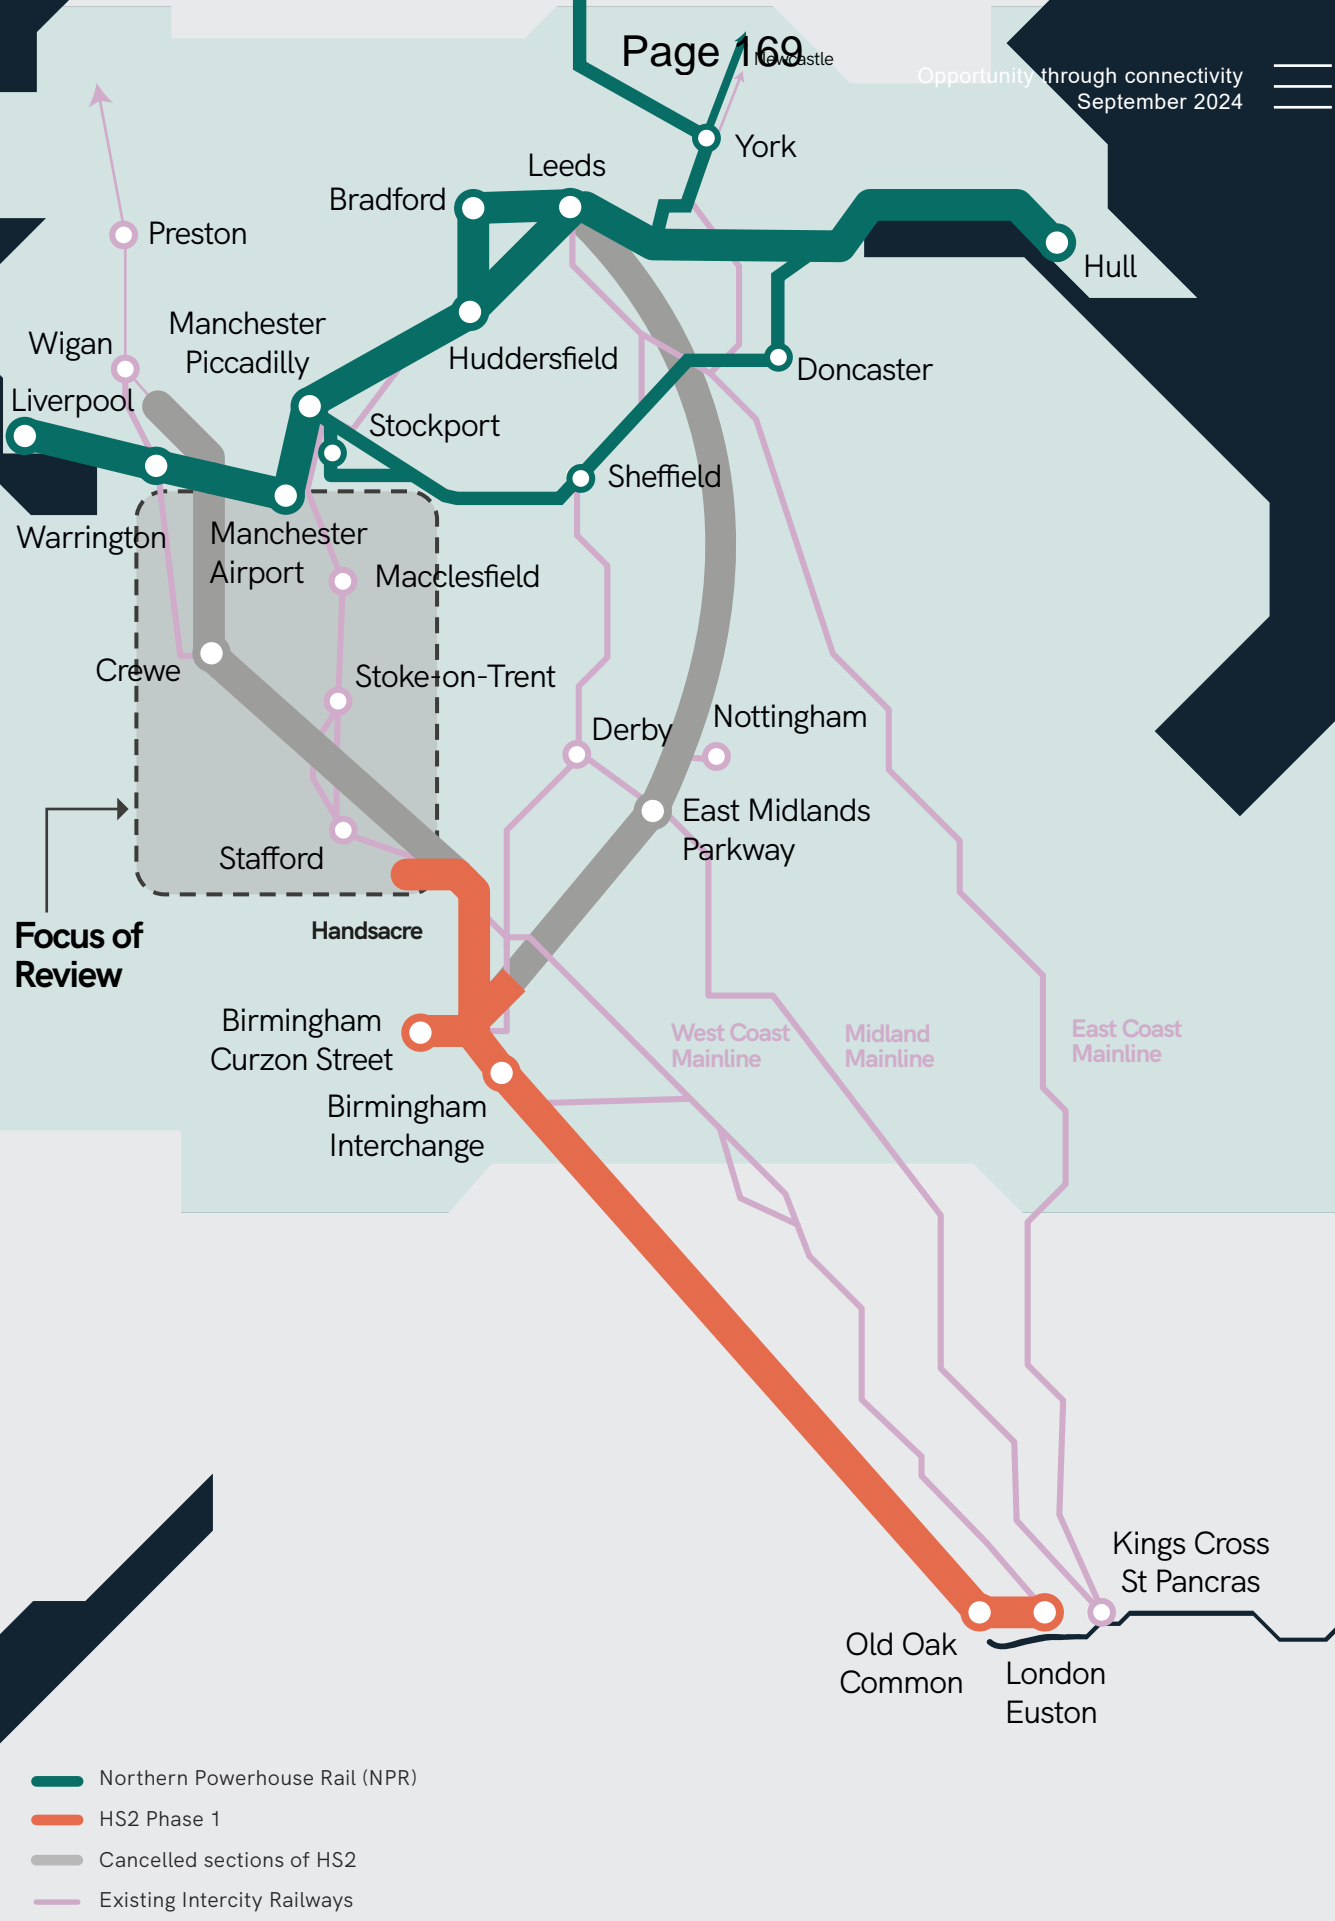 Page 169
Newcastle
Opportunity through connectivity
September 2024
York
Leeds
Bradford
Preston
Hull
Manchester
Piccadilly
Wigan
Huddersfield
Doncaster
Liverpool
Stockport
Sheffield
Warrington
Manchester
Airport
Macclesfield
Crewe
Stoke-on-Trent
Derby
Nottingham
East Midlands
Parkway
Stafford
Handsacre
Focus of
Review
Birmingham
Curzon Street
West Coast
Mainline
Midland
Mainline
East Coast
Mainline
Birmingham
Interchange
Kings Cross
St Pancras
Old Oak
Common
London
Euston
Northern Powerhouse Rail (NPR)
HS2 Phase 1
Cancelled sections of HS2
Existing Intercity Railways